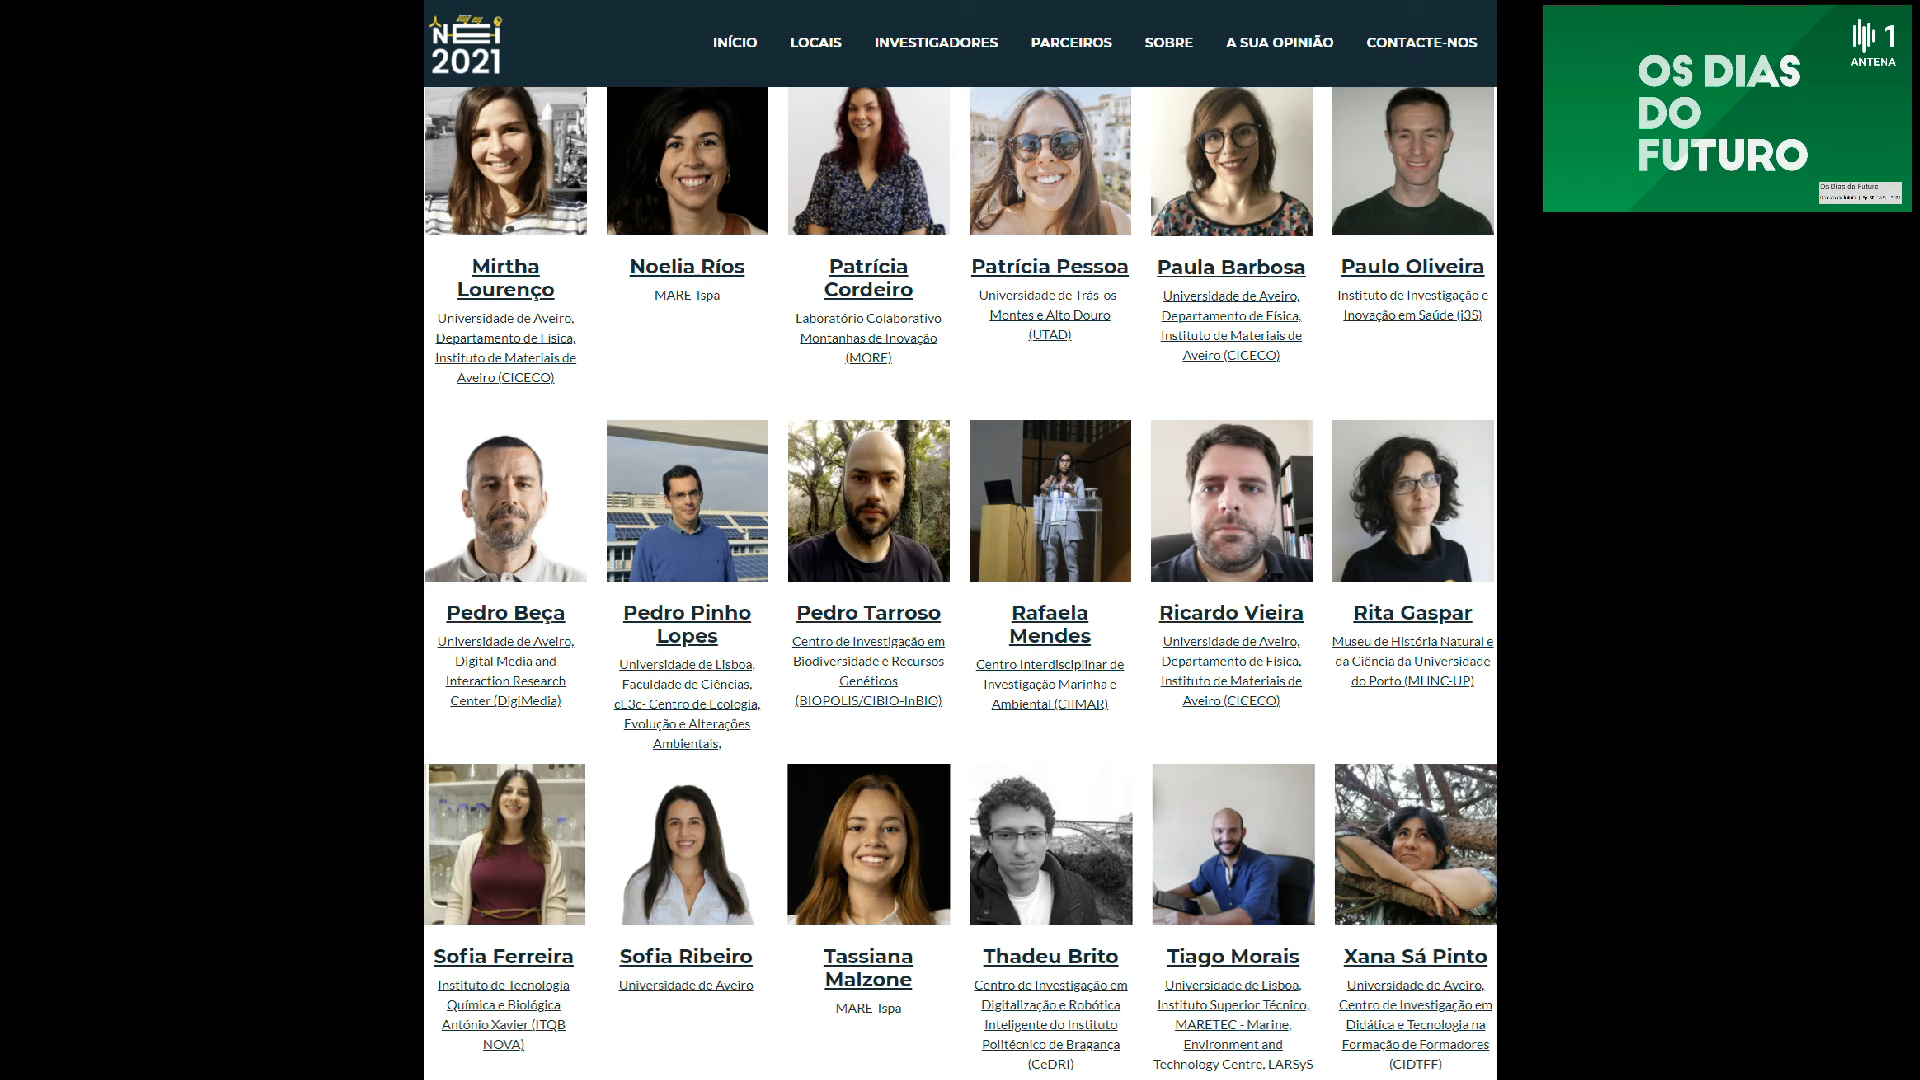 NEI
2021
INÍCIO LOCAIS INVESTIGADORES PARCEIROS SOBRE A SUA OPINIÃO CONTACTE-NOS
1
ANTENA
OS DIAS
DO
FUTURO
Os Dias do Futuro
Mirtha
Lourenço
Universidade de Aveiro,
Departamento de Física,
Instituto de Materiais de
Aveiro (CICECO)
Noelia Ríos
MARE-Ispa
Patrícia
Cordeiro
Laboratório Colaborativo
Montanhas de Inovação
(MORE)
Patrícia Pessoa
Universidade de Trás-os-
Montes e Alto Douro
(UTAD)
Paula Barbosa
Universidade de Aveiro,
Departamento de Física,
Instituto de Materiais de
Aveiro (CICECO)
Paulo Oliveira
Instituto de Investigação e
Inovação em Saúde (i3S)
Pedro Beça
Universidade de Aveiro,
Digital Media and
Interaction Research
Center (DigiMedia)
Pedro Pinho
Lopes
Universidade de Lisboa,
Faculdade de Ciências,
cE3c- Centro de Ecologia,
Evolução e Alterações
Ambientais,
Pedro Tarroso
Centro de Investigação em
Biodiversidade e Recursos
Genéticos
(BIOPOLIS/CIBIO-InBIO)
Rafaela
Mendes
Centro Interdisciplinar de
Investigação Marinha e
Ambiental (CIIMAR)
Ricardo Vieira
Universidade de Aveiro,
Departamento de Física,
Instituto de Materiais de
Aveiro (CICECO)
Rita Gaspar
Museu de História Natural e
da Ciência da Universidade
do Porto (MHNC-UP)
Sofia Ferreira
Instituto de Tecnologia
Química e Biológica
António Xavier (ITQB
NOVA)
Sofia Ribeiro
Universidade de Aveiro
Tassiana
Malzone
MARE-Ispa
Thadeu Brito
Centro de Investigação em
Digitalização e Robótica
Inteligente do Instituto
Politécnico de Bragança
(CeDRI)
Tiago Morais
Universidade de Lisboa,
Instituto Superior Técnico,
MARETEC - Marine,
Environment and
Technology Centre, LARSyS
Xana Sá Pinto
Universidade de Aveiro,
Centro de Investigação em
Didática e Tecnologia na
Formação de Formadores
(CIDTFF)